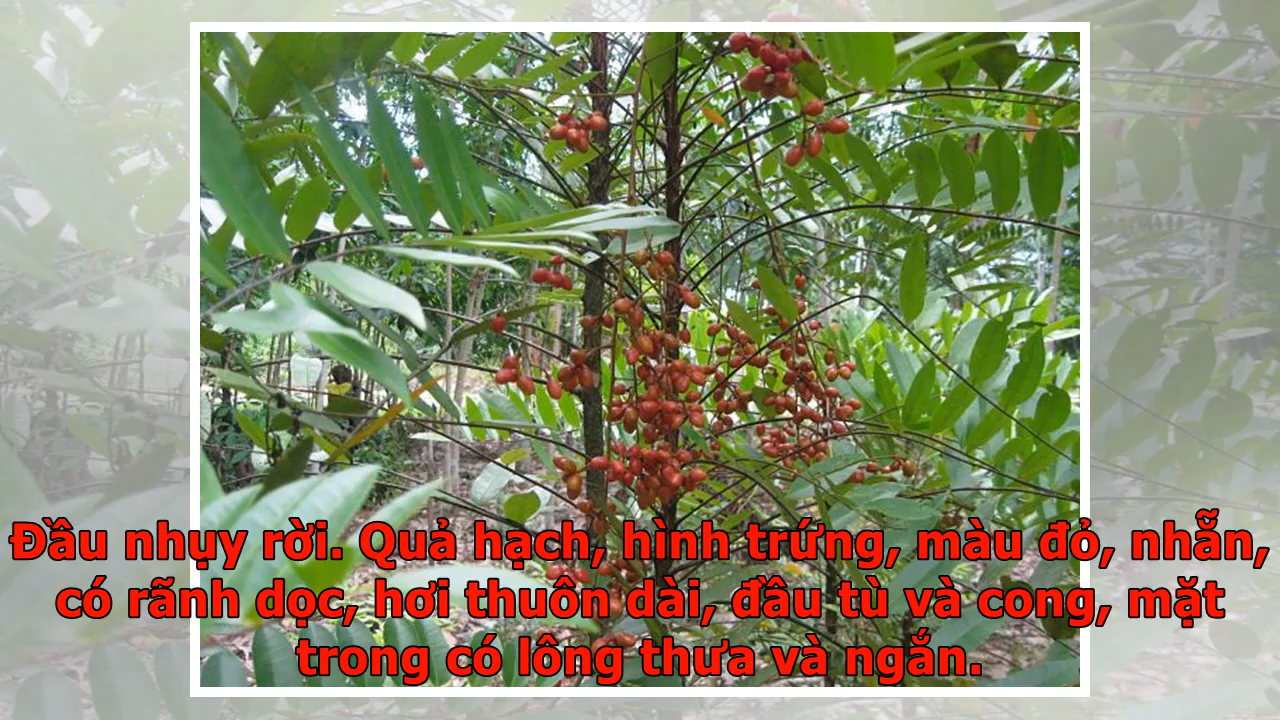 Đầu nhụy rời. Quả hạch, hình trứng, màu đỏ, nhẵn,
có rãnh dọc, hơi thuôn dài, đầu tù và cong, mặt
trong có lông thưa và ngắn.